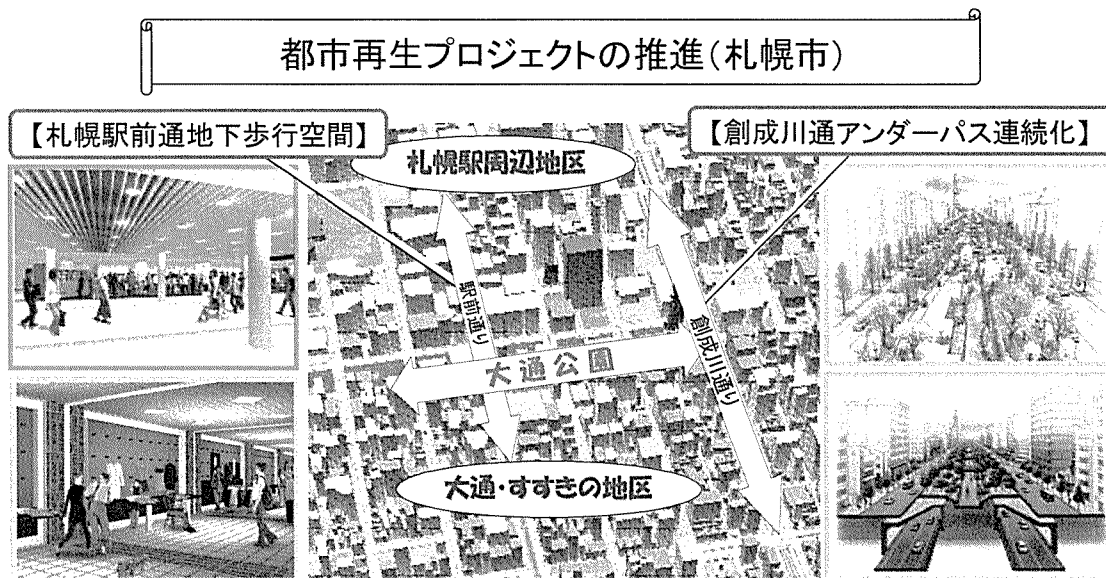 都市再生プロジェクトの推進(札幌市)
【札幌駅前通地下歩行空間】
【創成川通アンダーパス連続化】
札幌駅周辺地区
駅前通り
創成川通り
大通公園
大通・すすきの地区